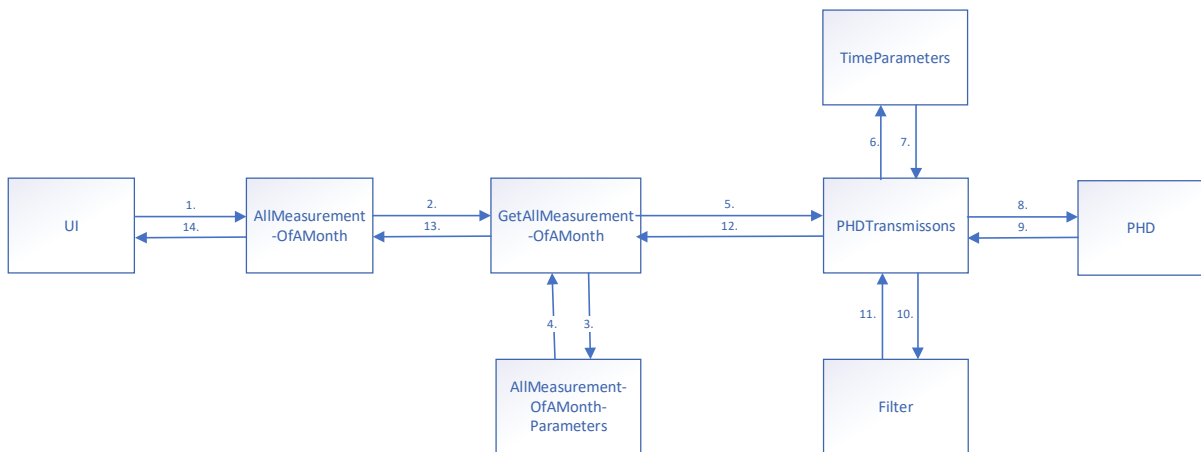 TimeParameters
6.
7.
UI
1.
14.
AllMeasurement
-OfAMonth
2.
13.
GetAllMeasurement
-OfAMonth
5.
12.
PHDTransmissons
8.
9.
PHD
4.
3.
11.
10.
AllMeasurement-
OfAMonth-
Parameters
Filter